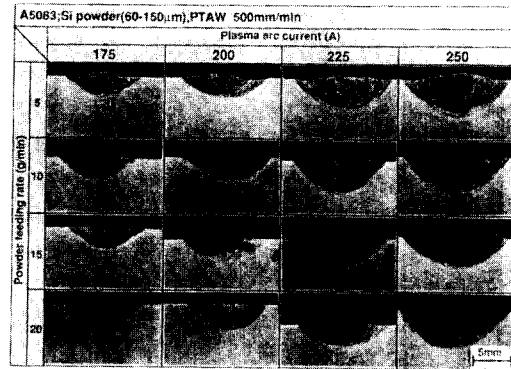 A5083;Si powder(60-150μm),PTAW 500mm/min
Plasma arc current (A)
175 200 225 250
Powder feeding rate (g/min)
5
10
15
20
5mm